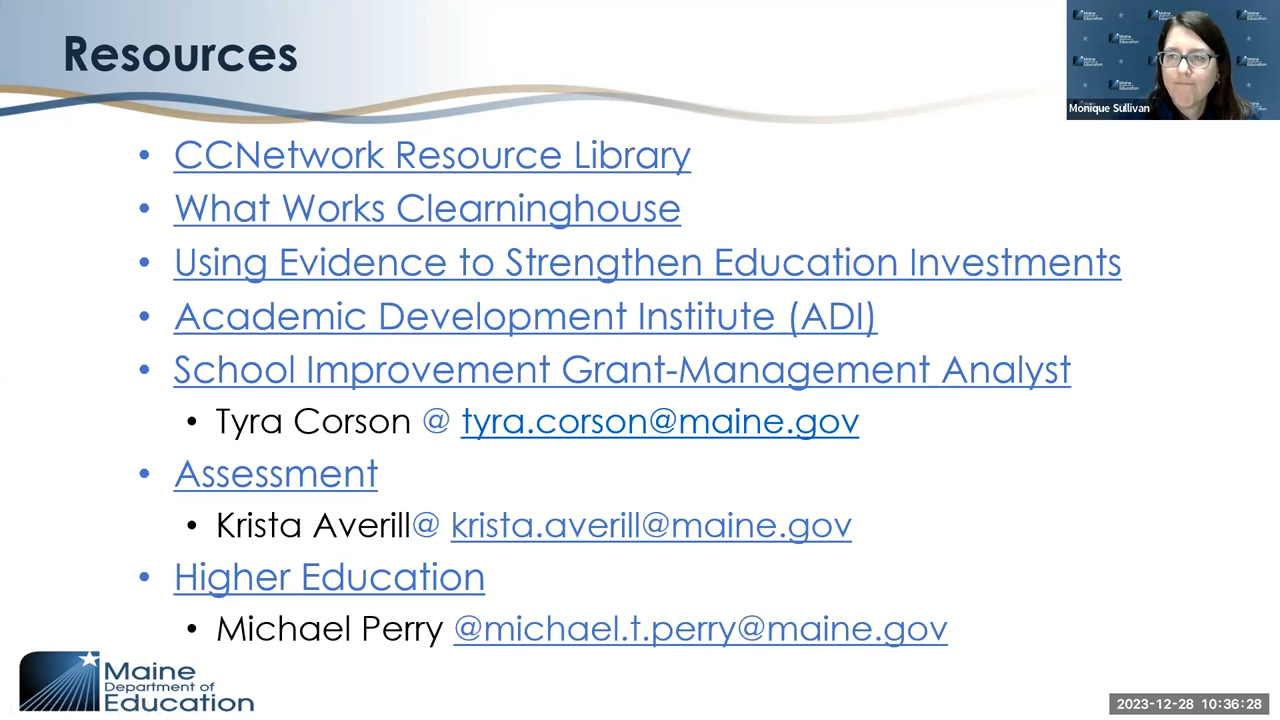 Resources
Monique Sullivan
• CCNetwork Resource Library
• What Works Clearninghouse
• Using Evidence to Strengthen Education Investments
• Academic Development Institute (ADI)
• School Improvement Grant-Management Analyst
• Tyra Corson @ tyra.corson@maine.gov
• Assessment
• Krista Averill@ krista.averill@maine.gov
• Higher Education
• Michael Perry @michael.t.perry@maine.gov
Maine
Department of
Education
2023-12-28 10:36:28